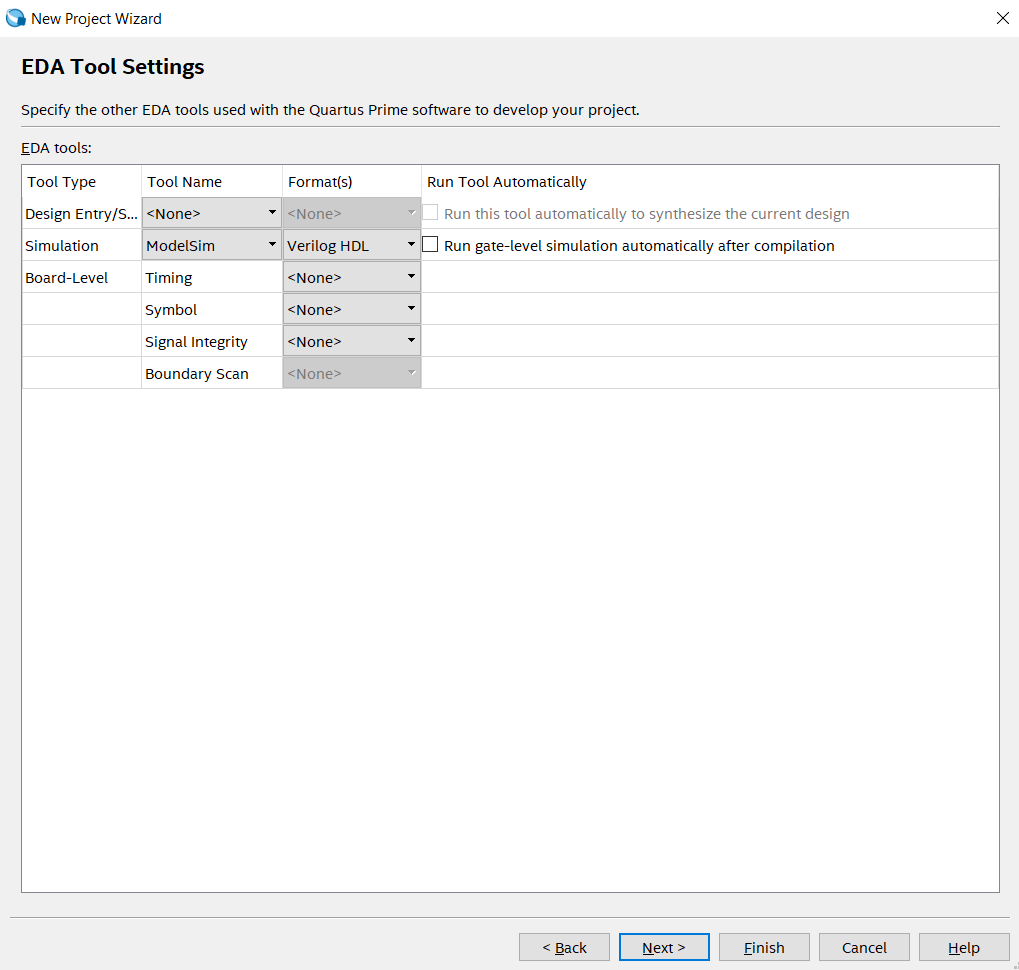 New Project Wizard
EDA Tool Settings
Specify the other EDA tools used with the Quartus Prime software to develop your project.
EDA tools:
Tool Type Tool Name Format(s) Run Tool Automatically
Design Entry/S... <None> <None> Run this tool automatically to synthesize the current design
Simulation ModelSim Verilog HDL Run gate-level simulation automatically after compilation
Board-Level Timing <None>
Symbol <None>
Signal Integrity <None>
Boundary Scan <None>
< Back Next > Finish Cancel Help